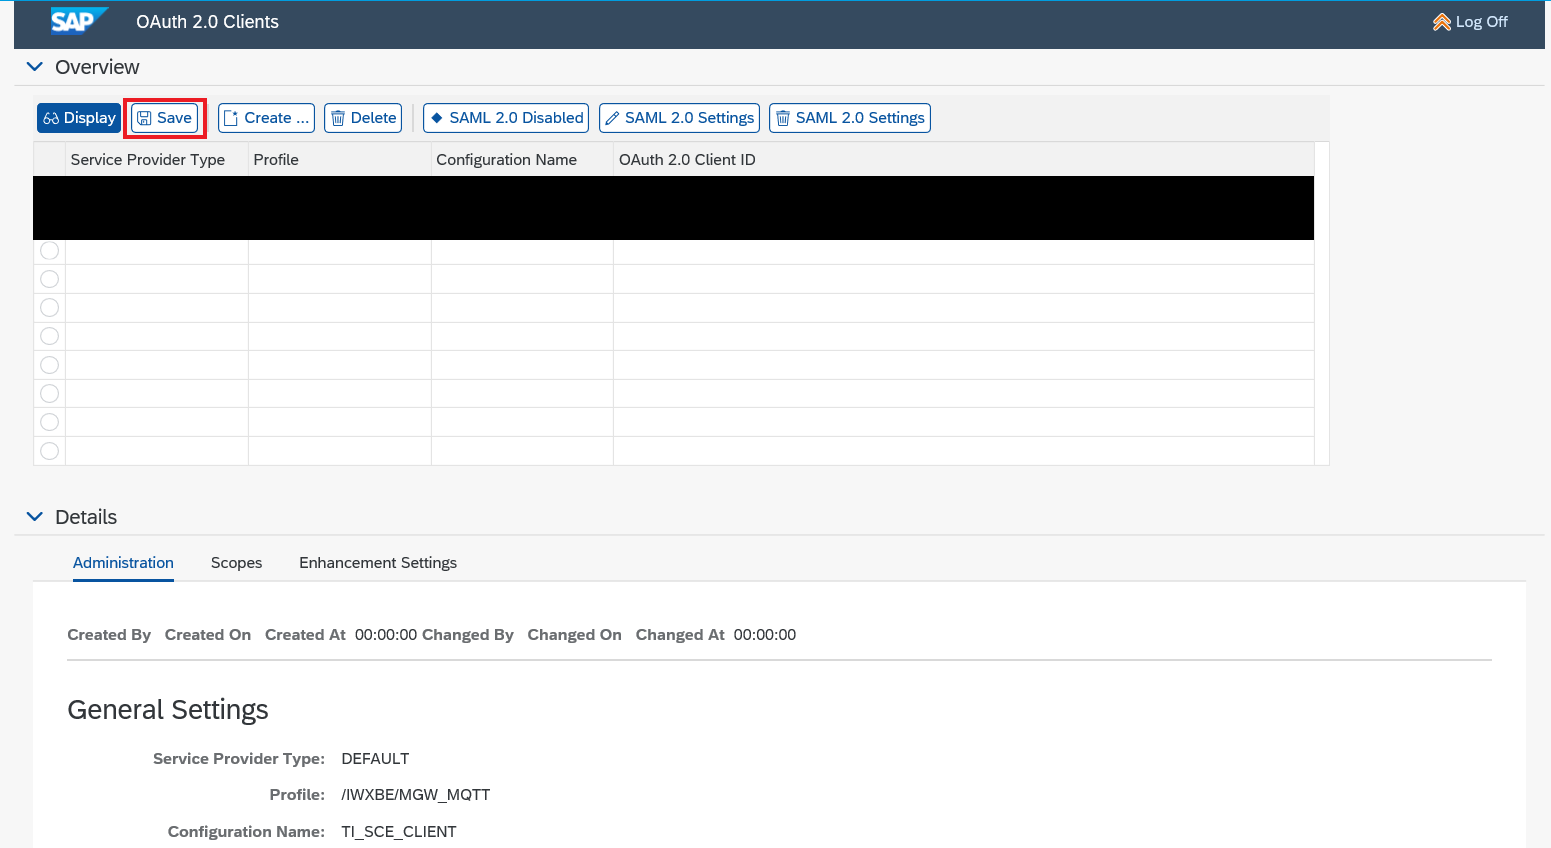 SAP OAuth 2.0 Clients Log Off
Overview
Display Save Create ... Delete SAML 2.0 Disabled SAML 2.0 Settings SAML 2.0 Settings
Service Provider Type Profile Configuration Name OAuth 2.0 Client ID
Details
Administration Scopes Enhancement Settings
Created By Created On Created At 00:00:00 Changed By Changed On Changed At 00:00:00
General Settings
Service Provider Type: DEFAULT
Profile: /IWXBE/MGW_MQTT
Configuration Name: TI_SCE_CLIENT